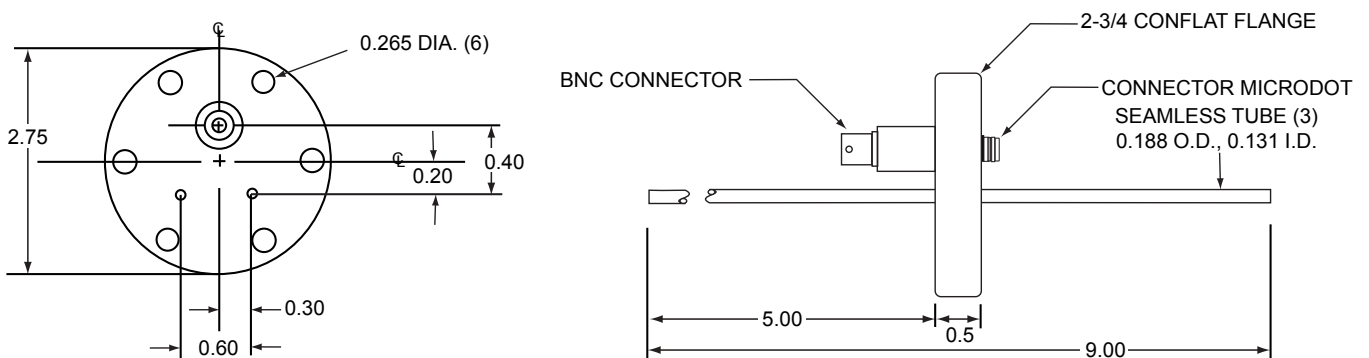 ℄
0.265 DIA. (6)
2.75
℄
0.40
0.20
0.30
0.60
2-3/4 CONFLAT FLANGE
BNC CONNECTOR
CONNECTOR MICRODOT
SEAMLESS TUBE (3)
0.188 O.D., 0.131 I.D.
5.00
0.5
9.00